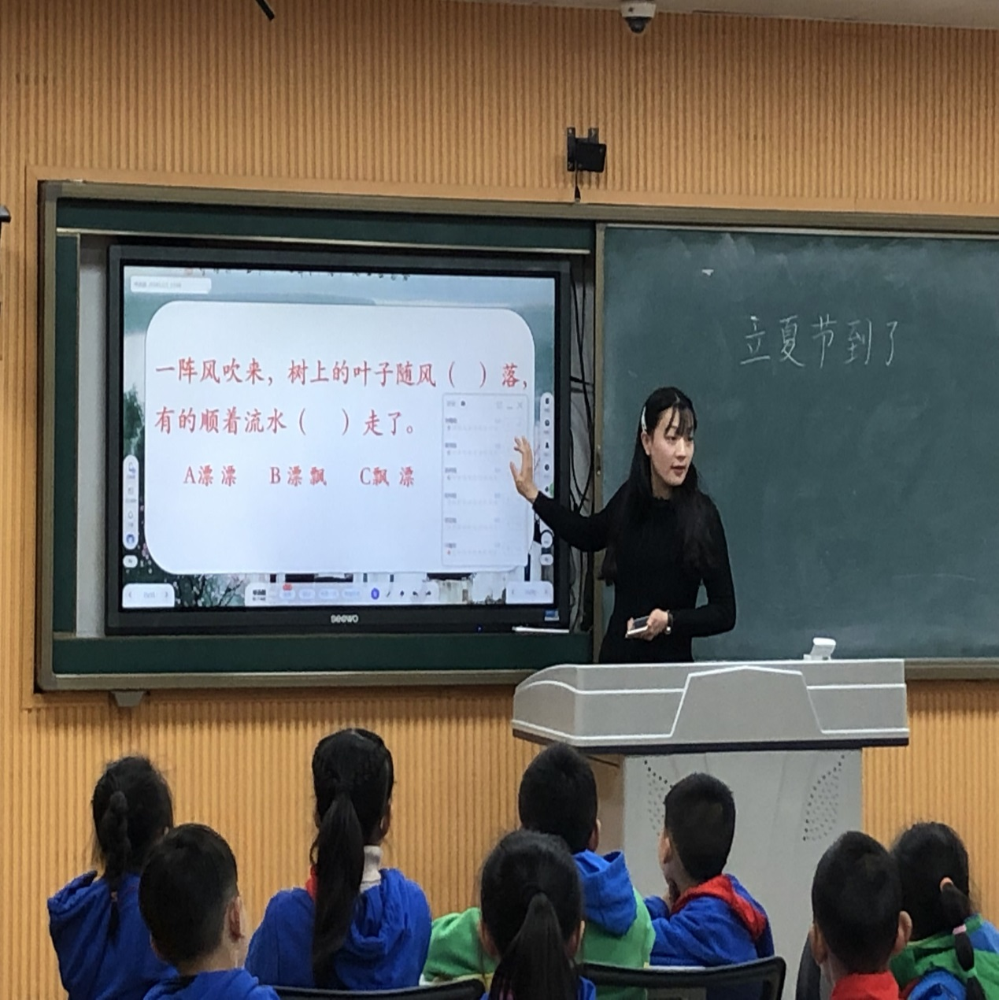 一阵风吹来，树上的叶子随风（ ）落，
有的顺着流水（ ）走了。
A漂 漂 B漂 飘 C飘 漂
seewo
立夏节到了